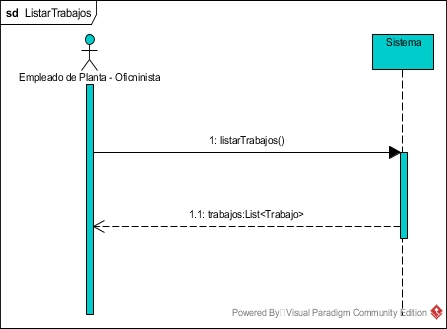 sd ListarTrabajos
Empleado de Planta - Oficninista
Sistema
1: listarTrabajos()
1.1: trabajos:List<Trabajo>
Powered By Visual Paradigm Community Edition